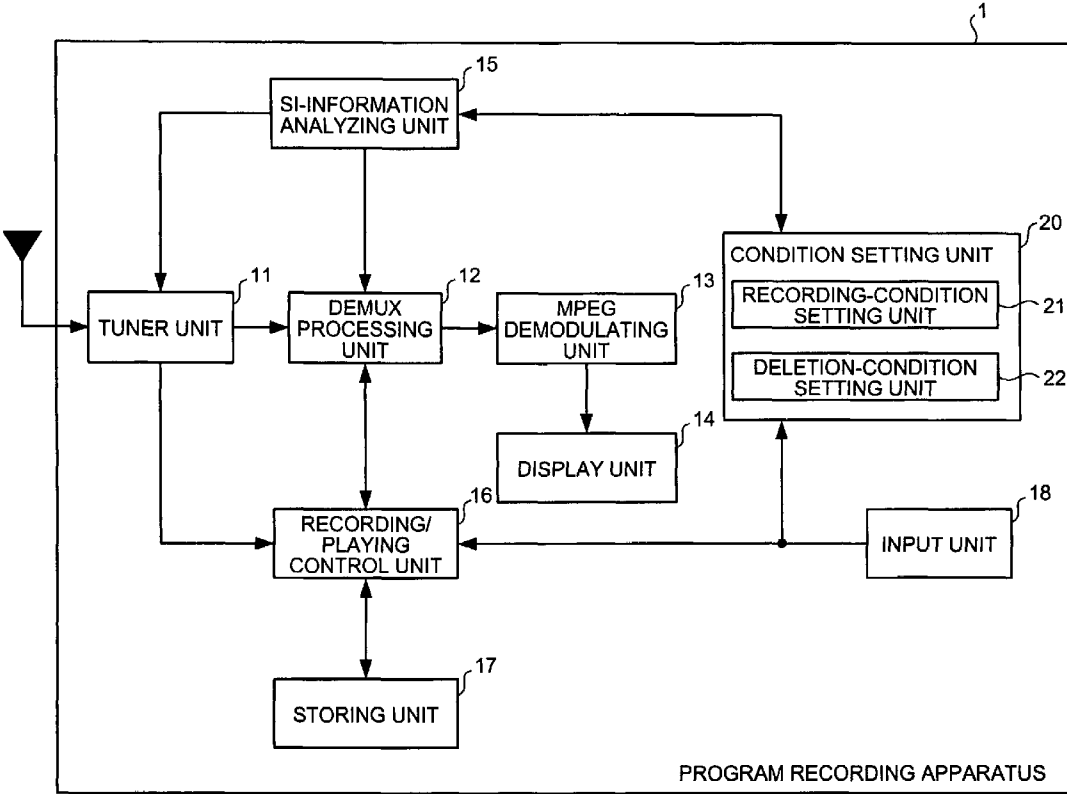 1
15
SI-INFORMATION
ANALYZING UNIT
20
CONDITION SETTING UNIT
RECORDING-CONDITION
SETTING UNIT
21
DELETION-CONDITION
SETTING UNIT
22
11
TUNER UNIT
12
DEMUX
PROCESSING
UNIT
13
MPEG
DEMODULATING
UNIT
14
DISPLAY UNIT
16
RECORDING/
PLAYING
CONTROL UNIT
18
INPUT UNIT
17
STORING UNIT
PROGRAM RECORDING APPARATUS